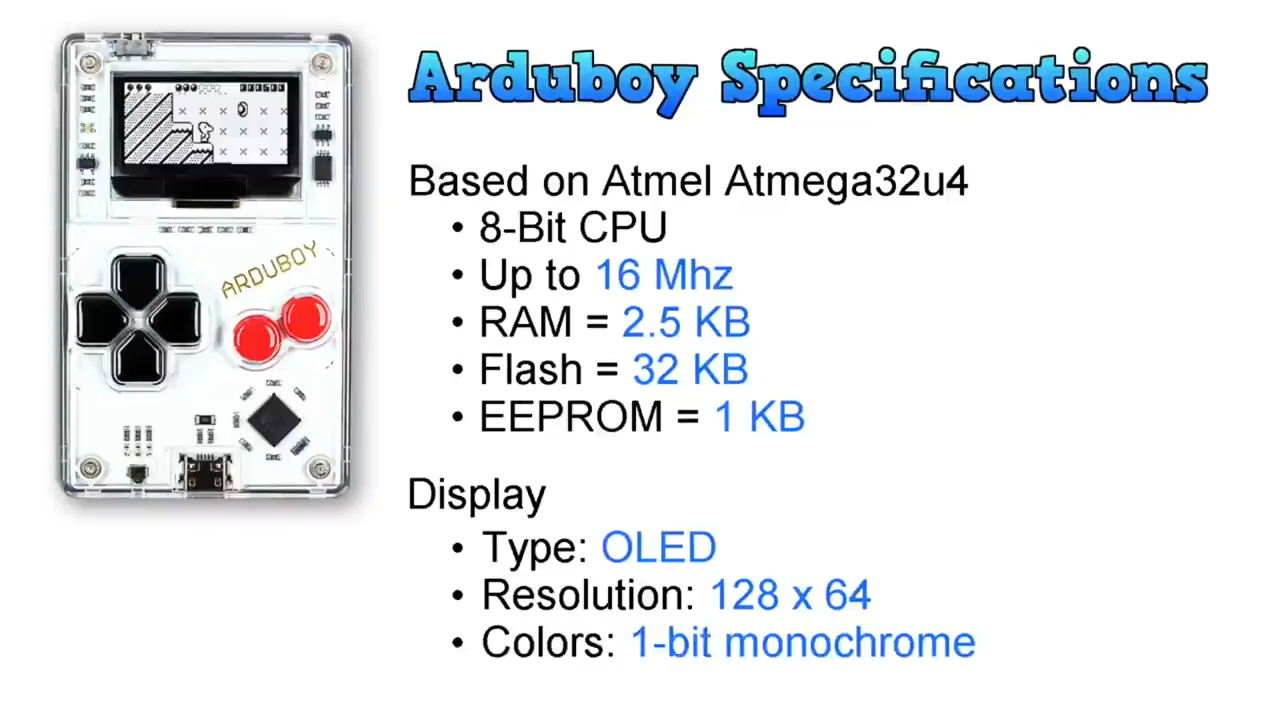 Arduboy Specifications
Based on Atmel Atmega32u4
• 8-Bit CPU
• Up to 16 Mhz
• RAM = 2.5 KB
• Flash = 32 KB
• EEPROM = 1 KB
Display
• Type: OLED
• Resolution: 128 x 64
• Colors: 1-bit monochrome
ARDUBOY